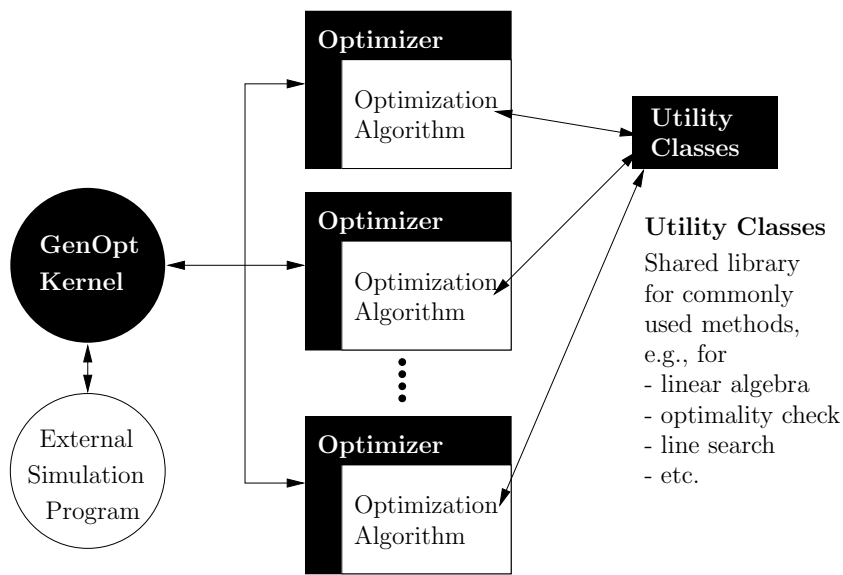 Optimizer
Optimization
Algorithm
Utility
Classes
GenOpt
Kernel
Optimizer
Optimization
Algorithm
Utility Classes
Shared library
for commonly
used methods,
e.g., for
- linear algebra
- optimality check
- line search
- etc.
External
Simulation
Program
Optimizer
Optimization
Algorithm